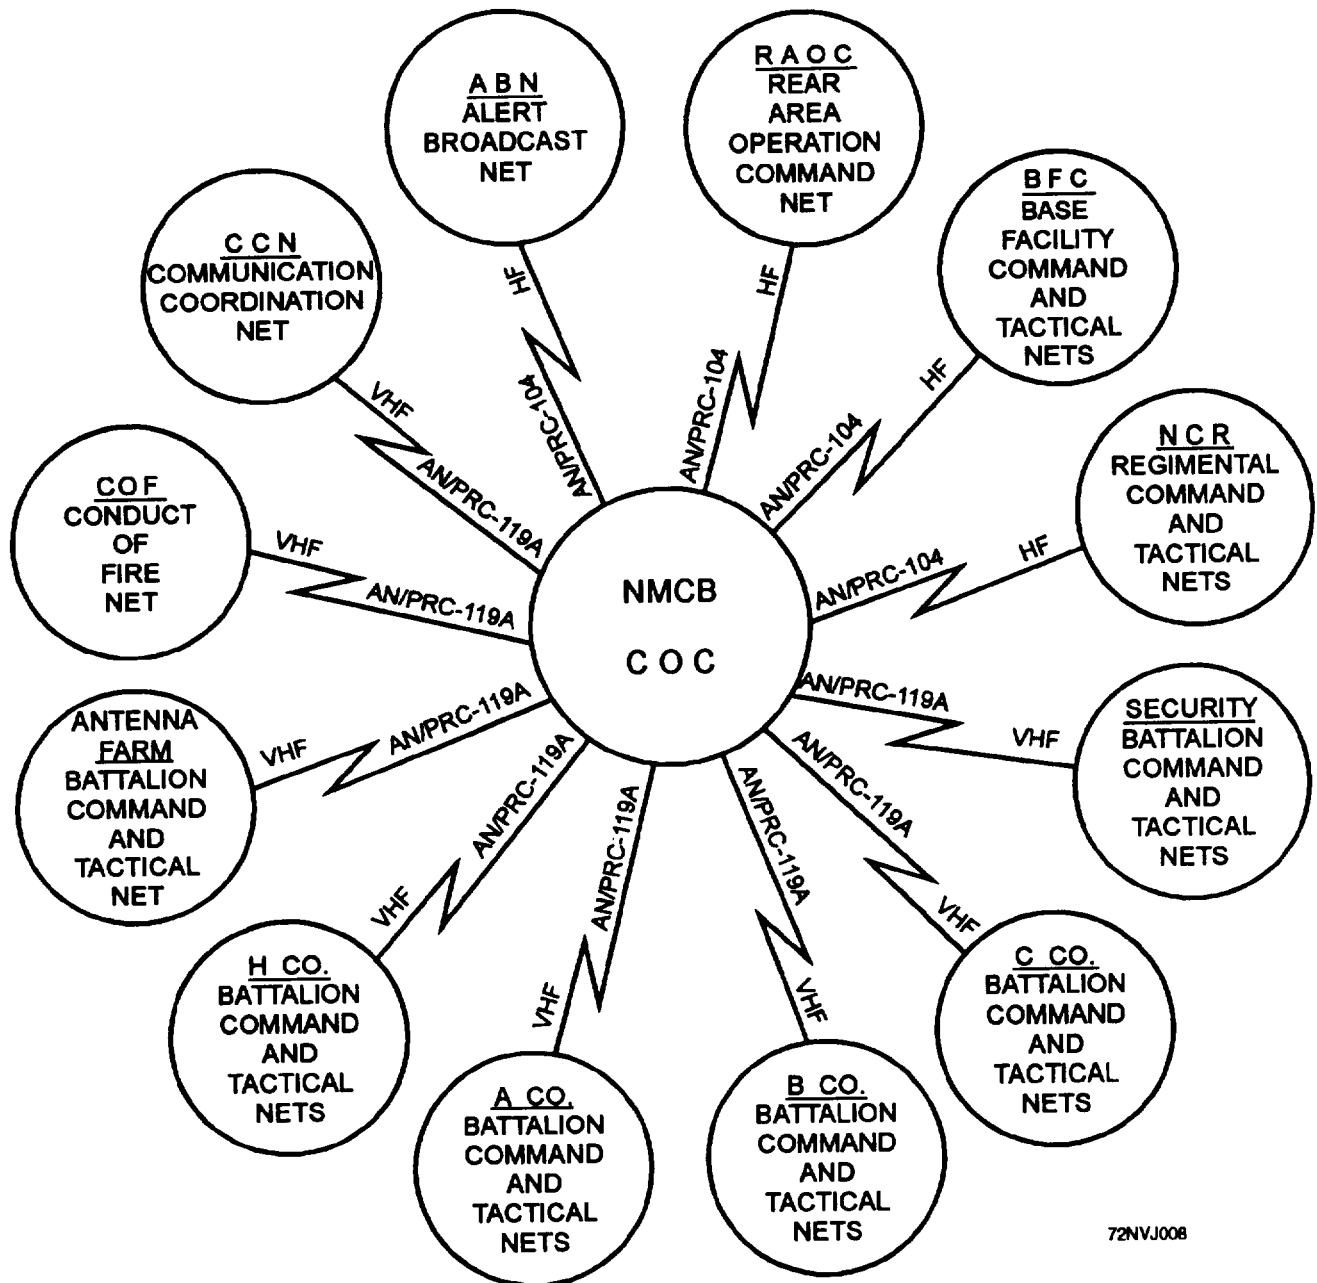 A B N
ALERT
BROADCAST
NET
R A O C
REAR
AREA
OPERATION
COMMAND
NET
B F C
BASE
FACILITY
COMMAND
AND
TACTICAL
NETS
C C N
COMMUNICATION
COORDINATION
NET
HF
HF
HF
VHF
AN/PRC-104
AN/PRC-104
AN/PRC-104
AN/PRC-119A
N C R
REGIMENTAL
COMMAND
AND
TACTICAL
NETS
C O F
CONDUCT
OF
FIRE
NET
VHF
AN/PRC-119A
HF
AN/PRC-104
NMCB
C O C
ANTENNA
FARM
BATTALION
COMMAND
AND
TACTICAL
NET
VHF
AN/PRC-119A
AN/PRC-119A
VHF
SECURITY
BATTALION
COMMAND
AND
TACTICAL
NETS
AN/PRC-119A
AN/PRC-119A
AN/PRC-119A
AN/PRC-119A
VHF
VHF
VHF
VHF
H CO.
BATTALION
COMMAND
AND
TACTICAL
NETS
A CO.
BATTALION
COMMAND
AND
TACTICAL
NETS
B CO.
BATTALION
COMMAND
AND
TACTICAL
NETS
C CO.
BATTALION
COMMAND
AND
TACTICAL
NETS
72NVJ008